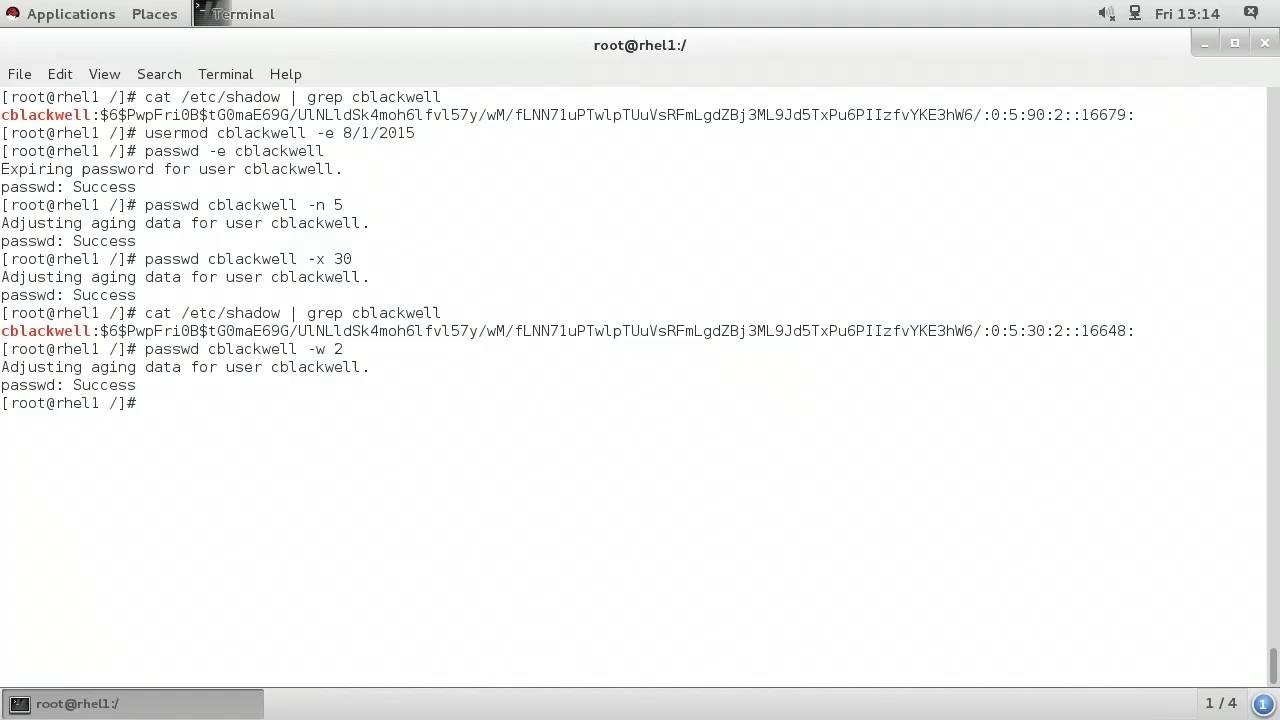 Applications Places Terminal Fri 13:14
root@rhel1:/
File Edit View Search Terminal Help
[root@rhel1 /]# cat /etc/shadow | grep cblackwell
cblackwell:$6$PwpFri0B$tG0maE69G/UlNLldSk4moh6lfvl57y/wM/fLNN71uPTwlpTUuVsRFmLgdZBj3ML9Jd5TxPu6PIIzfvYKE3hW6/:0:5:90:2::16679:
[root@rhel1 /]# usermod cblackwell -e 8/1/2015
[root@rhel1 /]# passwd -e cblackwell
Expiring password for user cblackwell.
passwd: Success
[root@rhel1 /]# passwd cblackwell -n 5
Adjusting aging data for user cblackwell.
passwd: Success
[root@rhel1 /]# passwd cblackwell -x 30
Adjusting aging data for user cblackwell.
passwd: Success
[root@rhel1 /]# cat /etc/shadow | grep cblackwell
cblackwell:$6$PwpFri0B$tG0maE69G/UlNLldSk4moh6lfvl57y/wM/fLNN71uPTwlpTUuVsRFmLgdZBj3ML9Jd5TxPu6PIIzfvYKE3hW6/:0:5:30:2::16648:
[root@rhel1 /]# passwd cblackwell -w 2
Adjusting aging data for user cblackwell.
passwd: Success
[root@rhel1 /]#
root@rhel1:/ 1 / 4 1